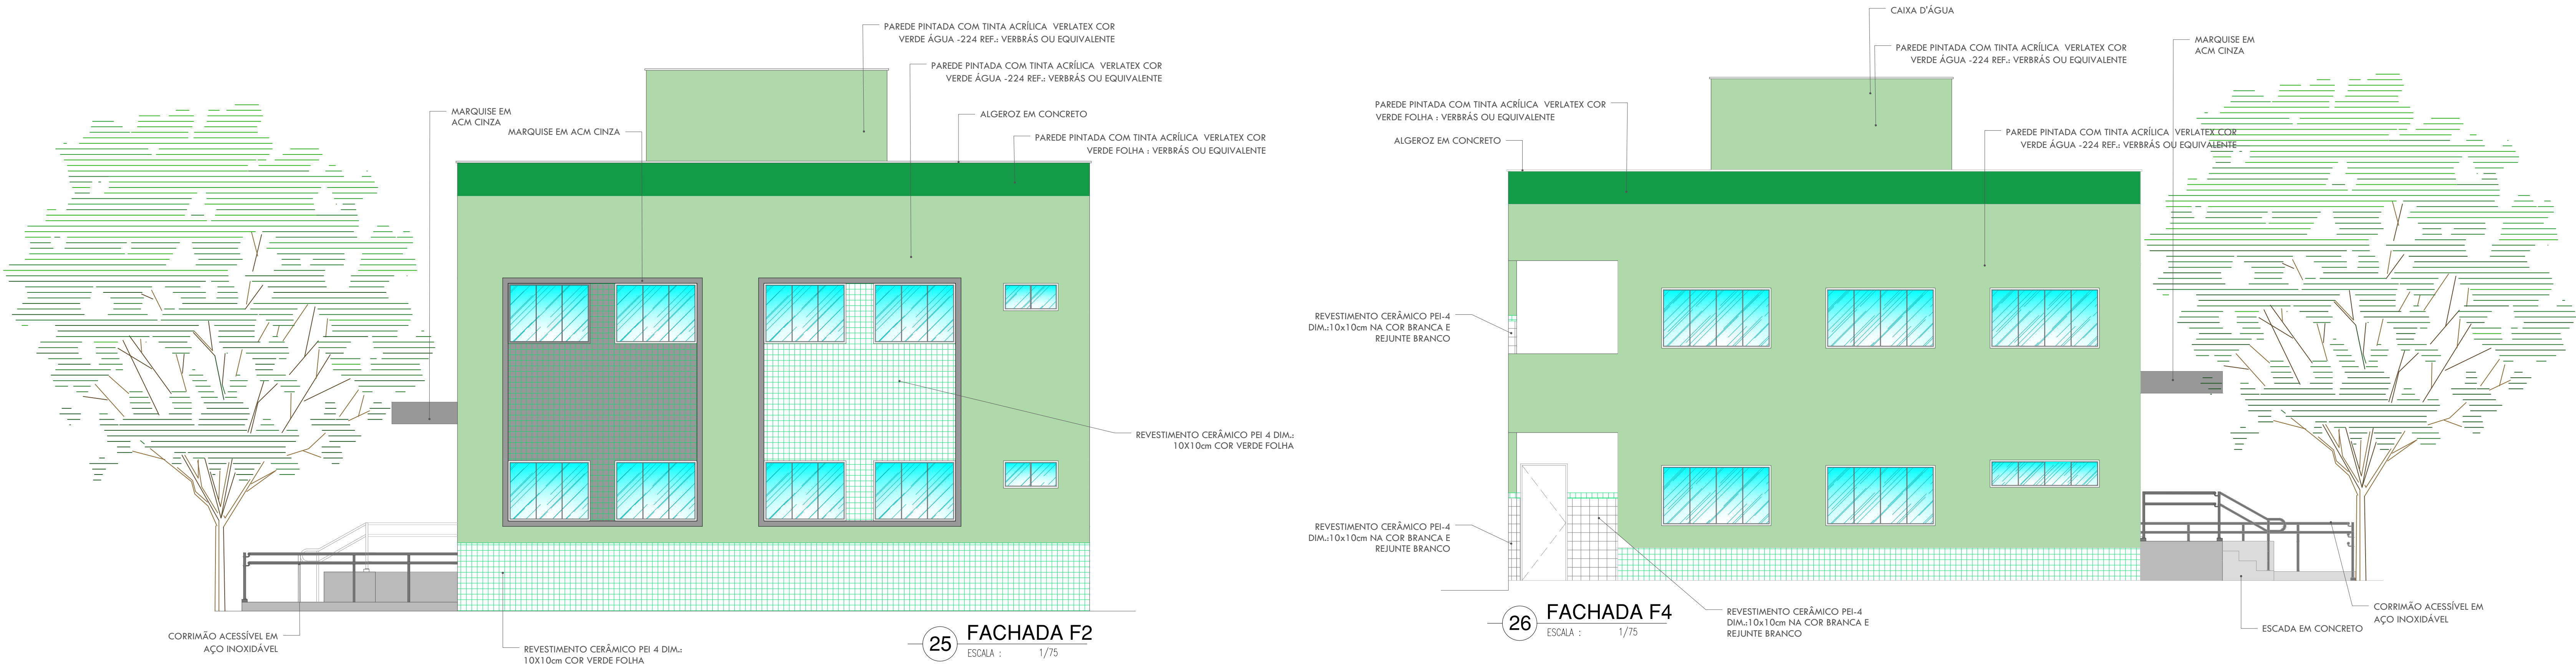 PAREDE PINTADA COM TINTA ACRÍLICA VERLATEX COR
VERDE ÁGUA -224 REF.: VERBRÁS OU EQUIVALENTE
PAREDE PINTADA COM TINTA ACRÍLICA VERLATEX COR
VERDE ÁGUA -224 REF.: VERBRÁS OU EQUIVALENTE
MARQUISE EM
ACM CINZA
MARQUISE EM ACM CINZA
ALGEROZ EM CONCRETO
PAREDE PINTADA COM TINTA ACRÍLICA VERLATEX COR
VERDE FOLHA : VERBRÁS OU EQUIVALENTE
REVESTIMENTO CERÂMICO PEI 4 DIM.:
10X10cm COR VERDE FOLHA
CORRIMÃO ACESSÍVEL EM
AÇO INOXIDÁVEL
REVESTIMENTO CERÂMICO PEI 4 DIM.:
10X10cm COR VERDE FOLHA
25
FACHADA F2
ESCALA : 1/75
CAIXA D'ÁGUA
PAREDE PINTADA COM TINTA ACRÍLICA VERLATEX COR
VERDE ÁGUA -224 REF.: VERBRÁS OU EQUIVALENTE
MARQUISE EM
ACM CINZA
PAREDE PINTADA COM TINTA ACRÍLICA VERLATEX COR
VERDE FOLHA : VERBRÁS OU EQUIVALENTE
ALGEROZ EM CONCRETO
PAREDE PINTADA COM TINTA ACRÍLICA VERLATEX COR
VERDE ÁGUA -224 REF.: VERBRÁS OU EQUIVALENTE
REVESTIMENTO CERÂMICO PEI-4
DIM.:10x10cm NA COR BRANCA E
REJUNTE BRANCO
REVESTIMENTO CERÂMICO PEI-4
DIM.:10x10cm NA COR BRANCA E
REJUNTE BRANCO
REVESTIMENTO CERÂMICO PEI-4
DIM.:10x10cm NA COR BRANCA E
REJUNTE BRANCO
CORRIMÃO ACESSÍVEL EM
AÇO INOXIDÁVEL
ESCADA EM CONCRETO
26
FACHADA F4
ESCALA : 1/75